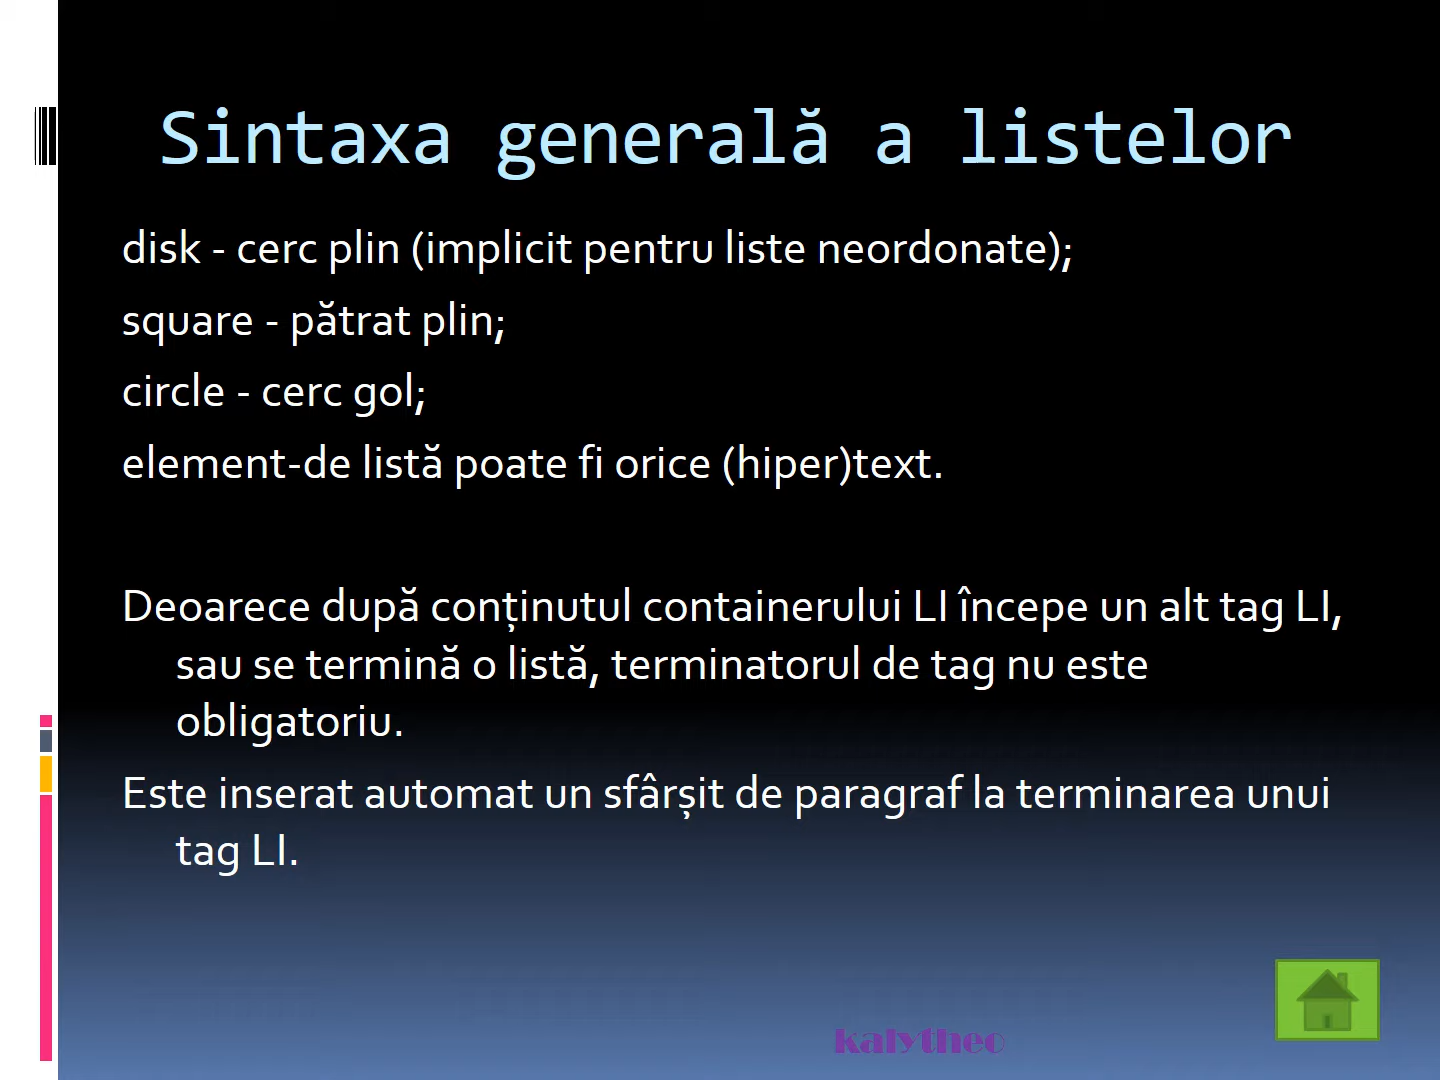 Sintaxa generală a listelor
disk - cerc plin (implicit pentru liste neordonate);
square - pătrat plin;
circle - cerc gol;
element-de listă poate fi orice (hiper)text.
Deoarece după conținutul containerului LI începe un alt tag LI,
sau se termină o listă, terminatorul de tag nu este
obligatoriu.
Este inserat automat un sfârșit de paragraf la terminarea unui
tag LI.
kalytheo